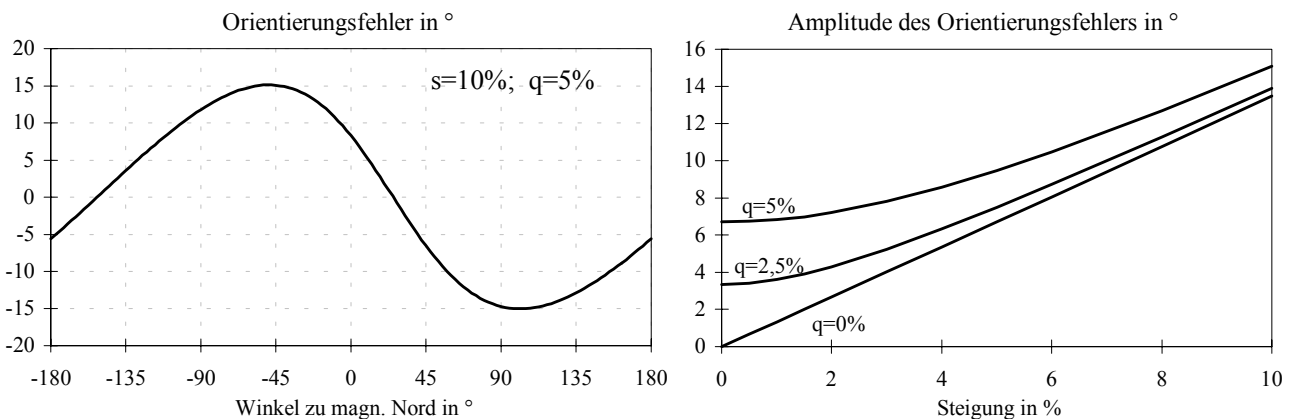 Orientierungsfehler in °
20
15
10
5
0
-5
-10
-15
-20
s=10%; q=5%
-180 -135 -90 -45 0 45 90 135 180
Winkel zu magn. Nord in °
Amplitude des Orientierungsfehlers in °
16
14
12
10
8
6
4
2
0
q=5%
q=2,5%
q=0%
0 2 4 6 8 10
Steigung in %